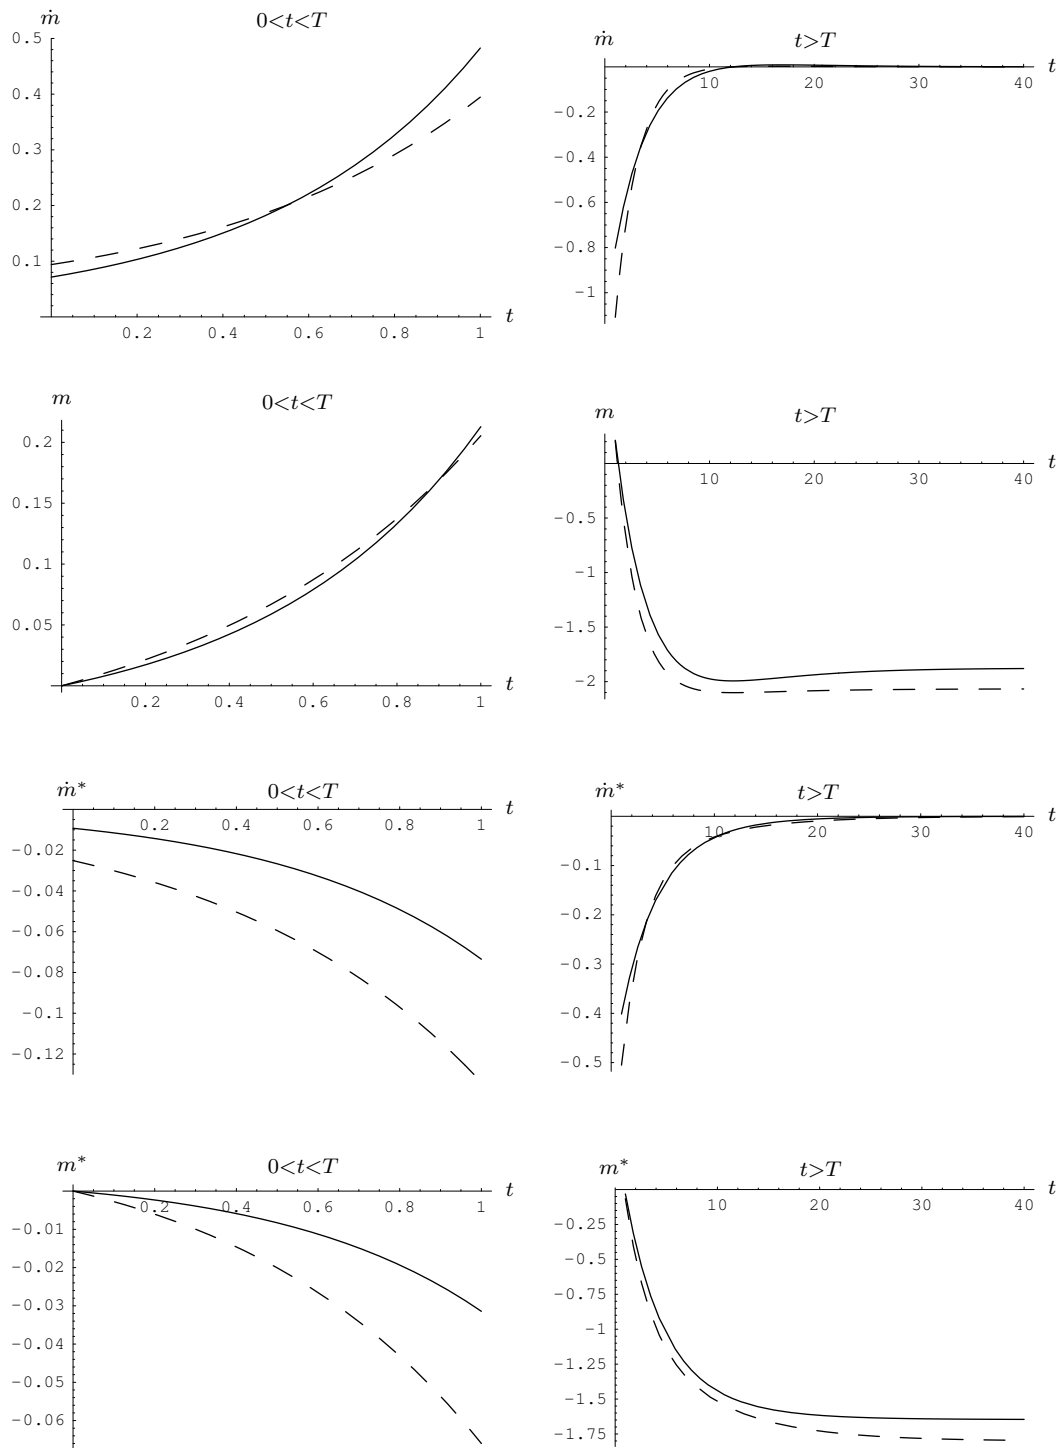 ṁ 0<t<T
0.5
0.4
0.3
0.2
0.1
0.2 0.4 0.6 0.8 1 t
ṁ t>T
10 20 30 40 t
-0.2
-0.4
-0.6
-0.8
-1
m 0<t<T
0.2
0.15
0.1
0.05
0.2 0.4 0.6 0.8 1 t
m t>T
10 20 30 40 t
-0.5
-1
-1.5
-2
ṁ* 0<t<T
0.2 0.4 0.6 0.8 1 t
-0.02
-0.04
-0.06
-0.08
-0.1
-0.12
ṁ* t>T
10 20 30 40 t
-0.1
-0.2
-0.3
-0.4
-0.5
m* 0<t<T
0.2 0.4 0.6 0.8 1 t
-0.01
-0.02
-0.03
-0.04
-0.05
-0.06
m* t>T
10 20 30 40 t
-0.25
-0.5
-0.75
-1
-1.25
-1.5
-1.75